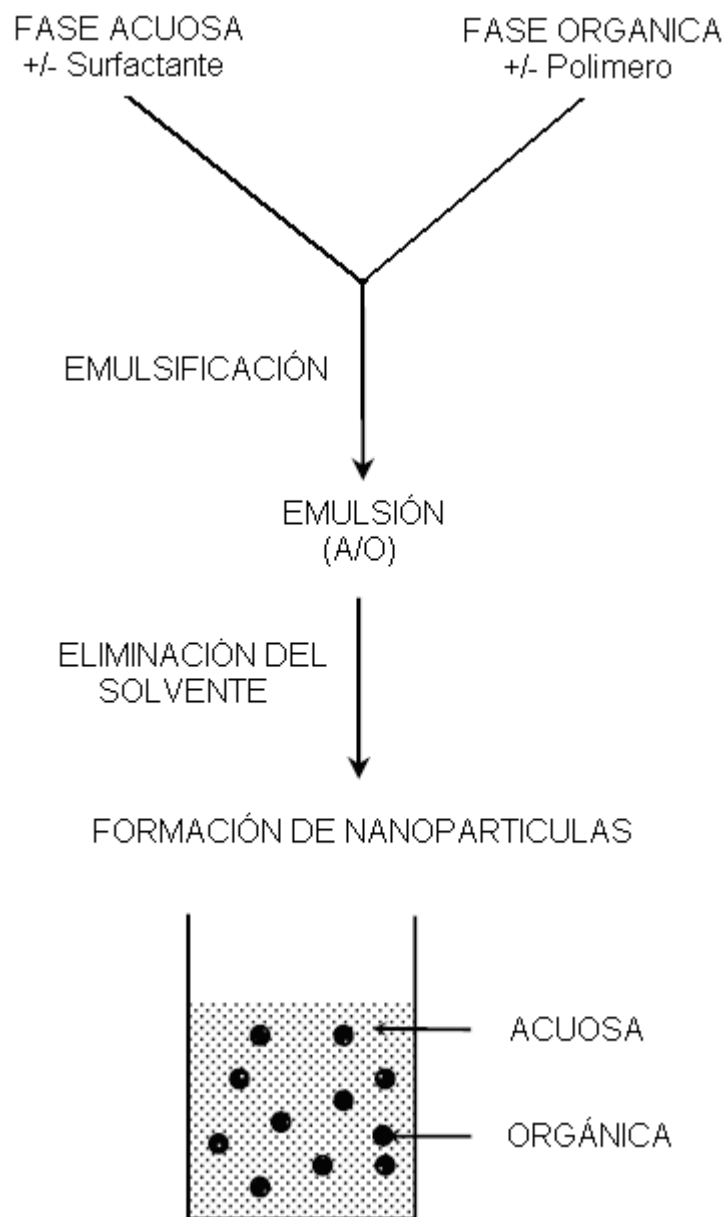 FASE ACUOSA
+/- Surfactante
FASE ORGANICA
+/- Polimero
EMULSIFICACIÓN
EMULSIÓN
(A/O)
ELIMINACIÓN DEL
SOLVENTE
FORMACIÓN DE NANOPARTICULAS
ACUOSA
ORGÁNICA